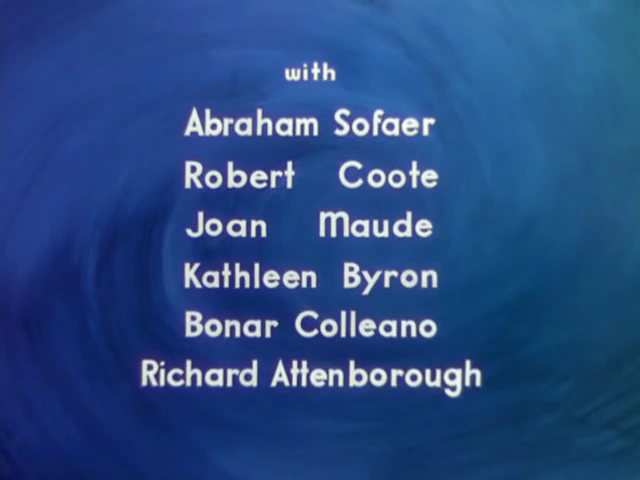 with
Abraham Sofaer
Robert Coote
Joan Maude
Kathleen Byron
Bonar Colleano
Richard Attenborough